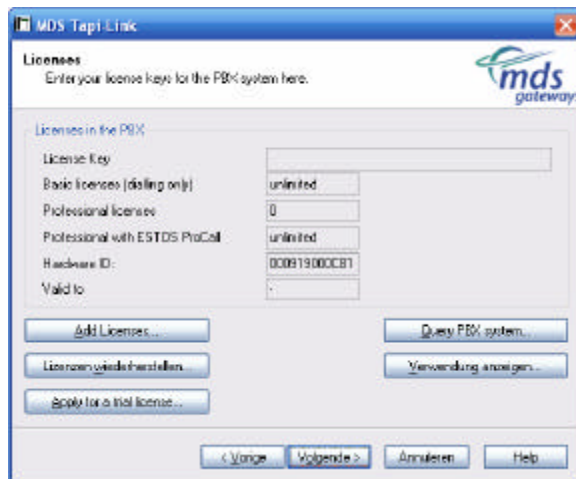 MDS Tapi-Link
Licenses
Enter your license keys for the PBX system here.
mds
gateways
Licenses in the PBX
License Key
Basic licenses (dialling only)
unlimited
Professional licenses
0
Professional with ESTOS ProCall
unlimited
Hardware ID:
000919000CB1
Valid to
-
Add Licenses...
Query PBX system...
Lizenzen wiederherstellen...
Verwendung anzeigen...
Apply for a trial license...
< Vorige
Volgende >
Annuleren
Help